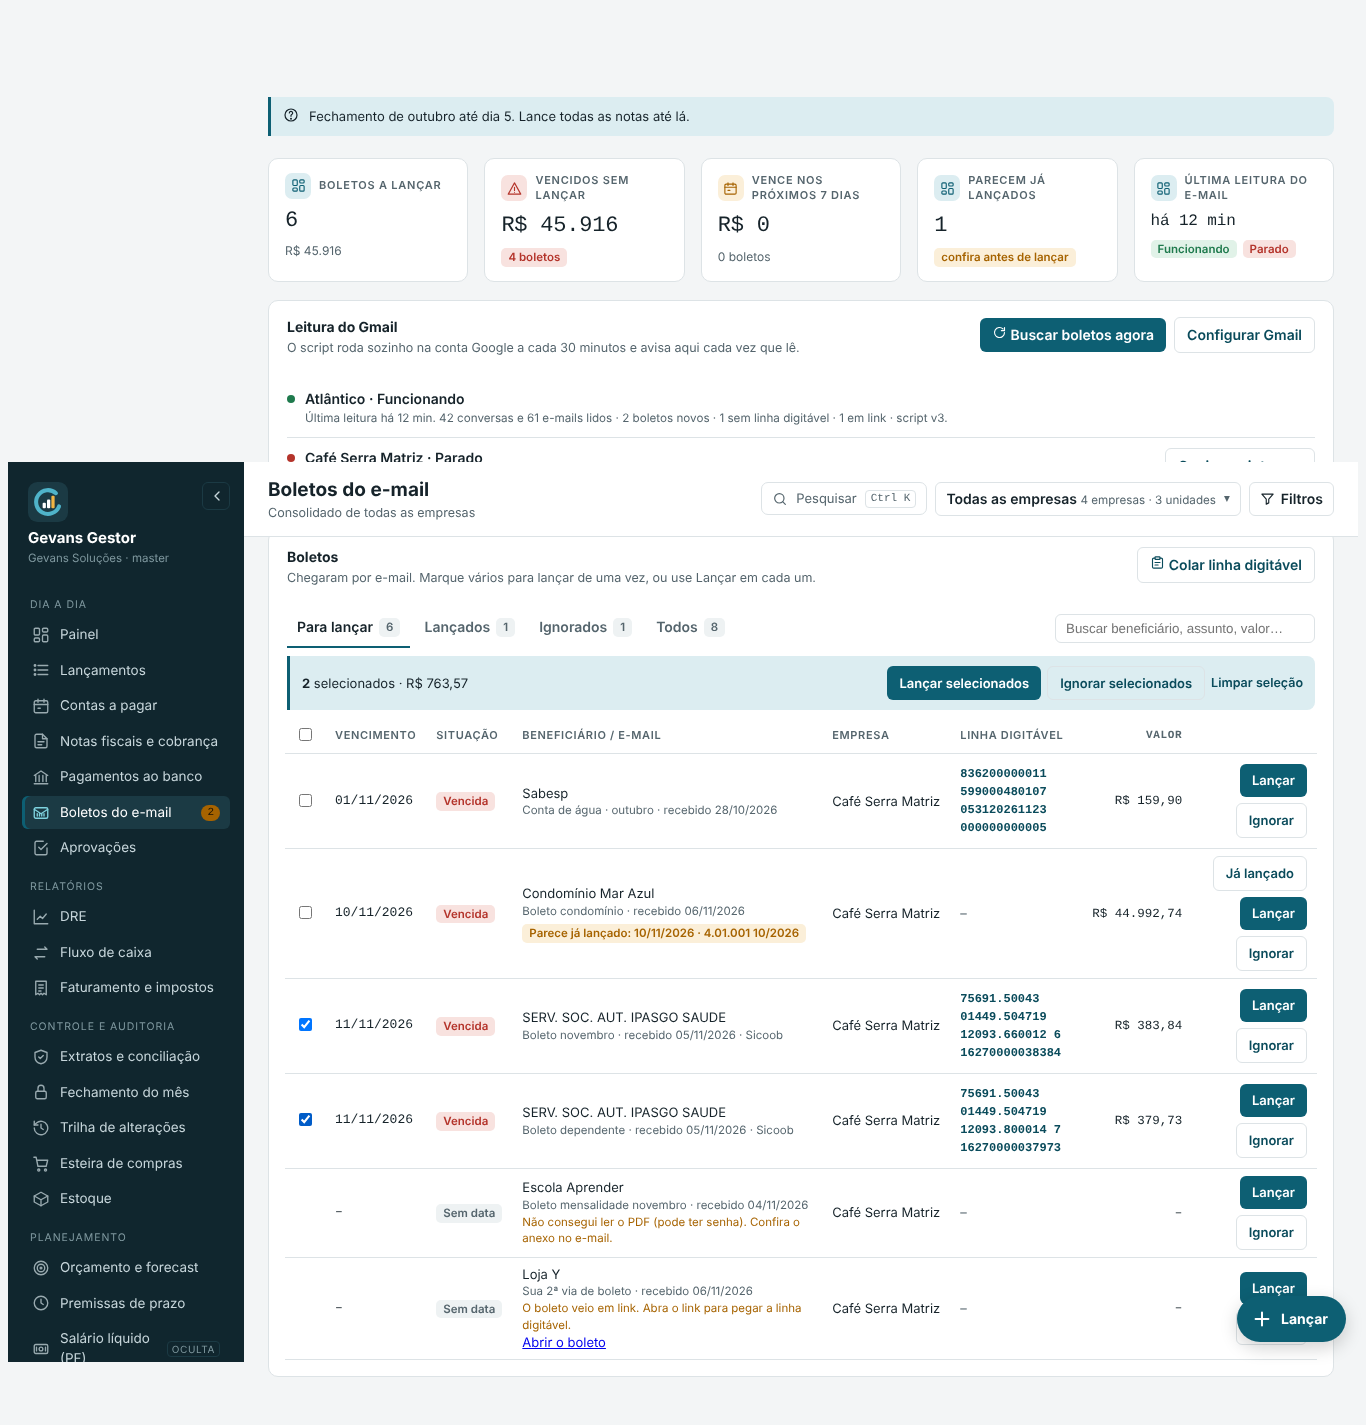 Fechamento de outubro até dia 5. Lance todas as notas até lá.
BOLETOS A LANÇAR
6
R$ 45.916
VENCIDOS SEM
LANÇAR
R$ 45.916
4 boletos
VENCE NOS
PRÓXIMOS 7 DIAS
R$ 0
0 boletos
PARECEM JÁ
LANÇADOS
1
confira antes de lançar
ÚLTIMA LEITURA DO
E-MAIL
há 12 min
Funcionando Parado
Leitura do Gmail
O script roda sozinho na conta Google a cada 30 minutos e avisa aqui cada vez que lê.
Buscar boletos agora
Configurar Gmail
Atlântico · Funcionando
Última leitura há 12 min. 42 conversas e 61 e-mails lidos · 2 boletos novos · 1 sem linha digitável · 1 em link · script v3.
Café Serra Matriz · Parado
Gevans Gestor
Gevans Soluções · master
DIA A DIA
Painel
Lançamentos
Contas a pagar
Notas fiscais e cobrança
Pagamentos ao banco
Boletos do e-mail 2
Aprovações
RELATÓRIOS
DRE
Fluxo de caixa
Faturamento e impostos
CONTROLE E AUDITORIA
Extratos e conciliação
Fechamento do mês
Trilha de alterações
Esteira de compras
Estoque
PLANEJAMENTO
Orçamento e forecast
Premissas de prazo
Salário líquido
(PF)
OCULTA
Boletos do e-mail
Consolidado de todas as empresas
Pesquisar Ctrl K
Todas as empresas 4 empresas · 3 unidades ▾
Filtros
Boletos
Chegaram por e-mail. Marque vários para lançar de uma vez, ou use Lançar em cada um.
Colar linha digitável
Para lançar 6
Lançados 1
Ignorados 1
Todos 8
Buscar beneficiário, assunto, valor…
2 selecionados · R$ 763,57
Lançar selecionados
Ignorar selecionados
Limpar seleção
VENCIMENTO SITUAÇÃO BENEFICIÁRIO / E-MAIL EMPRESA LINHA DIGITÁVEL VALOR
01/11/2026
Vencida
Sabesp
Conta de água · outubro · recebido 28/10/2026
Café Serra Matriz
836200000011
599000480107
053120261123
000000000005
R$ 159,90
Lançar
Ignorar
10/11/2026
Vencida
Condomínio Mar Azul
Boleto condomínio · recebido 06/11/2026
Parece já lançado: 10/11/2026 · 4.01.001 10/2026
Café Serra Matriz
–
R$ 44.992,74
Já lançado
Lançar
Ignorar
11/11/2026
Vencida
SERV. SOC. AUT. IPASGO SAUDE
Boleto novembro · recebido 05/11/2026 · Sicoob
Café Serra Matriz
75691.50043
01449.504719
12093.660012 6
16270000038384
R$ 383,84
Lançar
Ignorar
11/11/2026
Vencida
SERV. SOC. AUT. IPASGO SAUDE
Boleto dependente · recebido 05/11/2026 · Sicoob
Café Serra Matriz
75691.50043
01449.504719
12093.800014 7
16270000037973
R$ 379,73
Lançar
Ignorar
–
Sem data
Escola Aprender
Boleto mensalidade novembro · recebido 04/11/2026
Não consegui ler o PDF (pode ter senha). Confira o
anexo no e-mail.
Café Serra Matriz
–
–
Lançar
Ignorar
–
Sem data
Loja Y
Sua 2ª via de boleto · recebido 06/11/2026
O boleto veio em link. Abra o link para pegar a linha
digitável.
Abrir o boleto
Café Serra Matriz
–
–
Lançar
Lançar